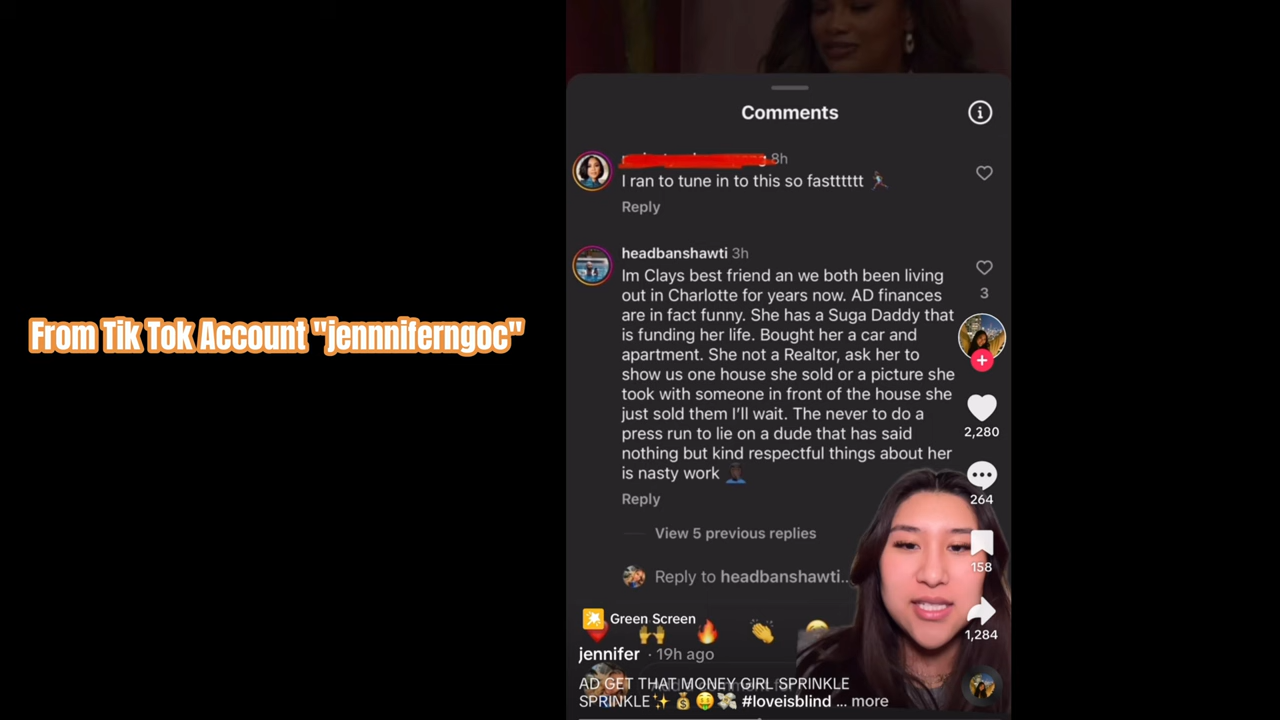 Comments
8h
I ran to tune in to this so fasttttt 🏃🏿‍♀️
Reply
headbanshawti 3h
Im Clays best friend an we both been living
out in Charlotte for years now. AD finances
are in fact funny. She has a Suga Daddy that
is funding her life. Bought her a car and
apartment. She not a Realtor, ask her to
show us one house she sold or a picture she
took with someone in front of the house she
just sold them I’ll wait. The never to do a
press run to lie on a dude that has said
nothing but kind respectful things about her
is nasty work 🤦🏿‍♂️
3
Reply
View 5 previous replies
Reply to headbanshawti..
From Tik Tok Account "jennniferngoc"
2,280
264
158
1,284
Green Screen
jennifer · 19h ago
AD GET THAT MONEY GIRL SPRINKLE
SPRINKLE✨💰🤑💸 #loveisblind ... more